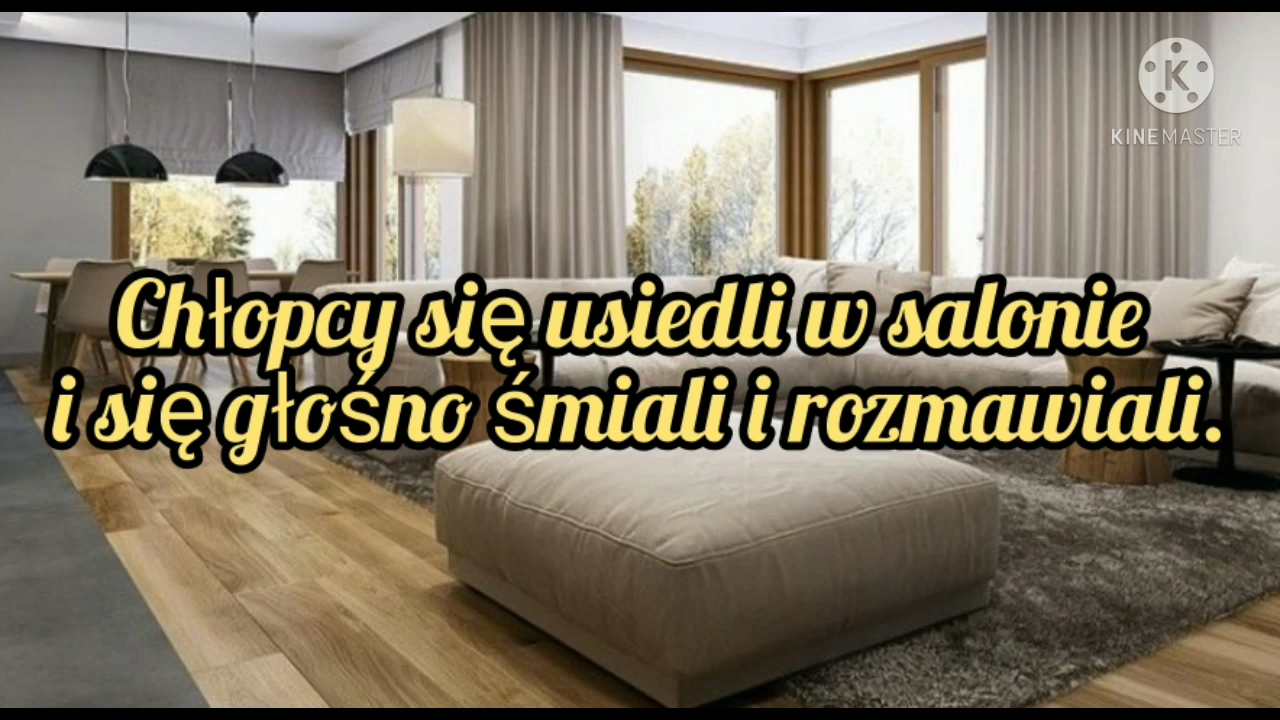 K
KINEMASTER
Chłopcy się usiedli w salonie
i się głośno śmiali i rozmawiali.